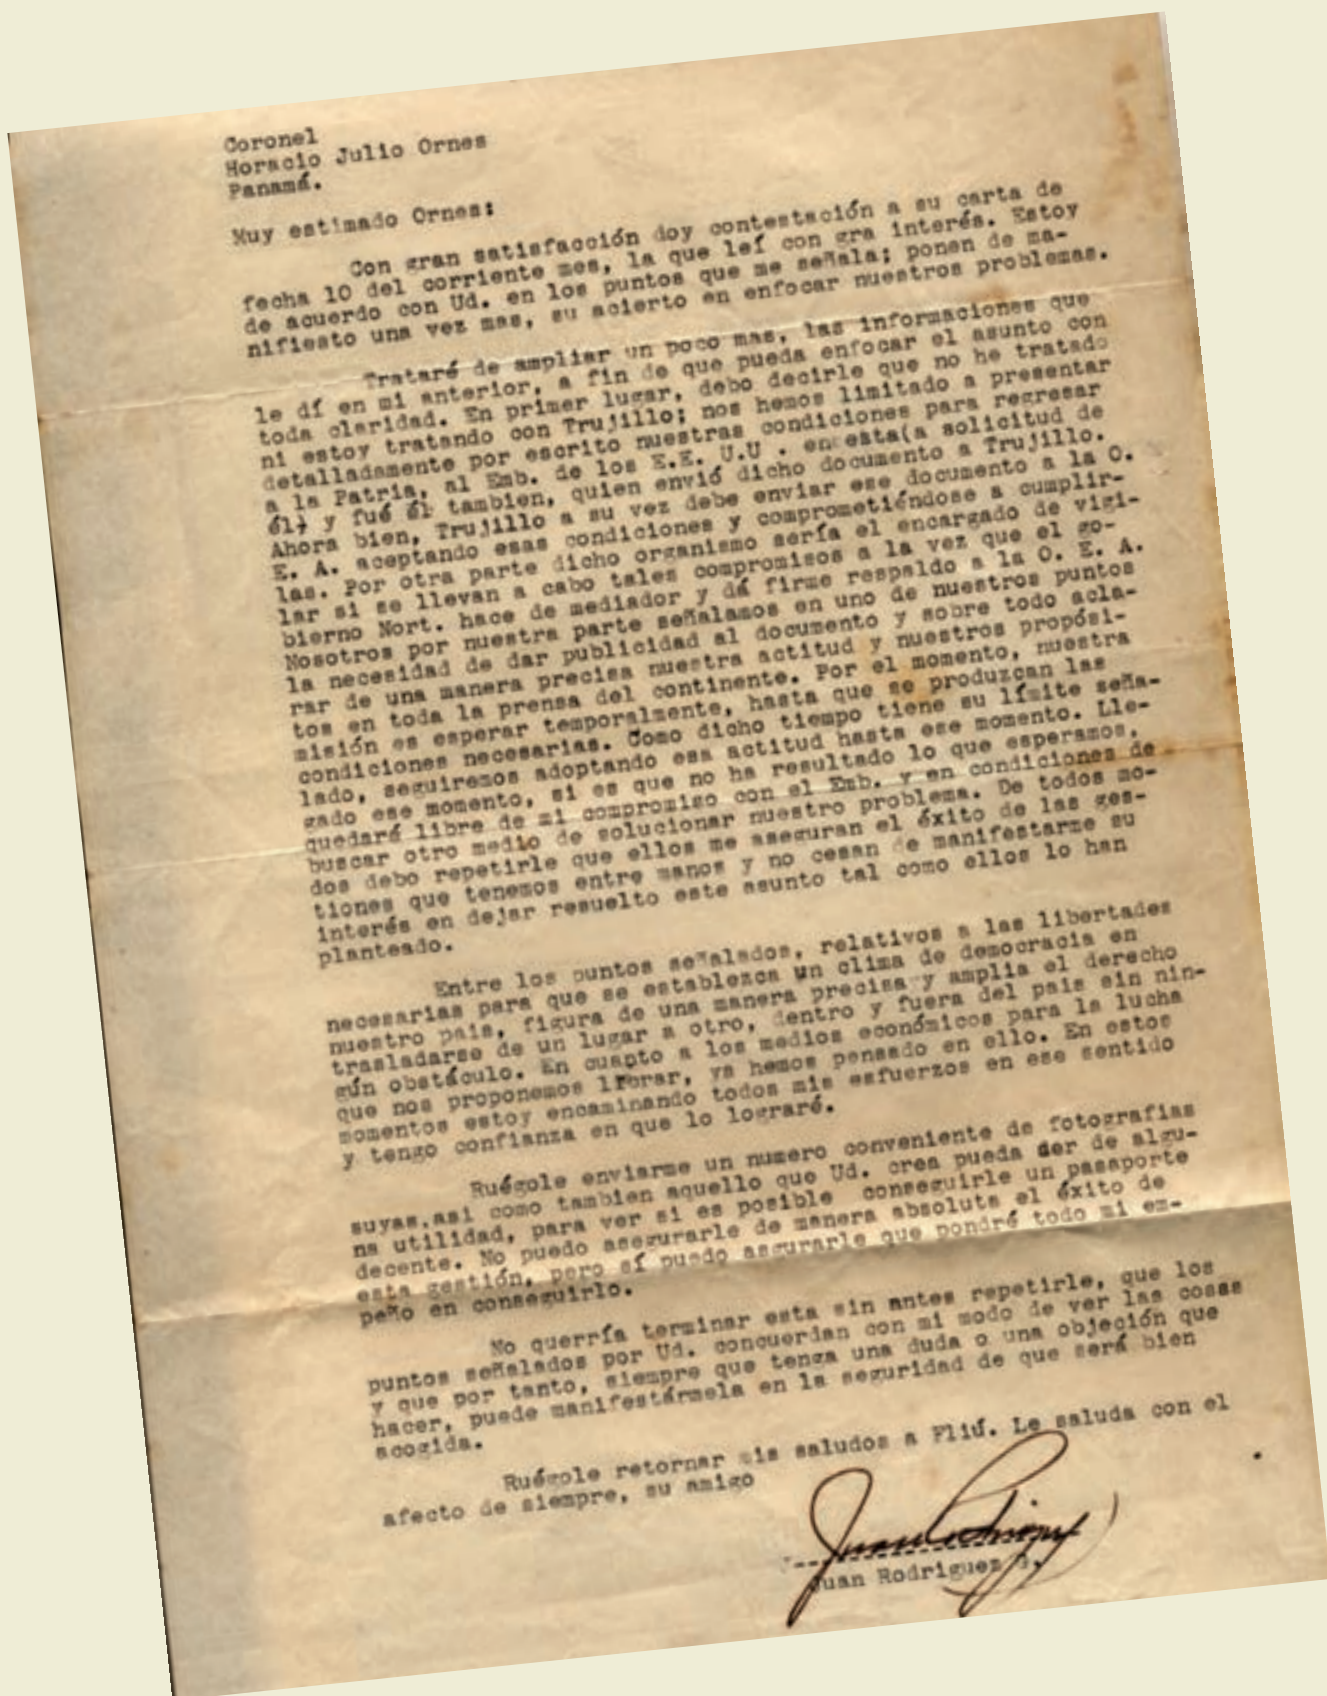 Coronel
Horacio Julio Ornes
Panamá.
Muy estimado Ornes:
Con gran satisfacción doy contestación a su carta de
fecha 10 del corriente mes, la que leí con gra interés. Estoy
de acuerdo con Ud. en los puntos que me señala; ponen de ma-
nifiesto una vez mas, su acierto en enfocar nuestros problemas.
Trataré de ampliar un poco mas, las informaciones que
le dí en mi anterior, a fin de que pueda enfocar el asunto con
toda claridad. En primer lugar, debo decirle que no he tratado
ni estoy tratando con Trujillo; nos hemos limitado a presentar
detalladamente por escrito nuestras condiciones para regresar
a la Patria, al Emb. de los E.E. U.U . en esta(a solicitud de
él) y fué él tambien, quien envió dicho documento a Trujillo.
Ahora bien, Trujillo a su vez debe enviar ese documento a la O.
E. A. aceptando esas condiciones y comprometiéndose a cumplir-
las. Por otra parte dicho organismo sería el encargado de vigi-
lar si se llevan a cabo tales compromisos a la vez que el go-
bierno Nort. hace de mediador y dá firme respaldo a la O. E. A.
Nosotros por nuestra parte señalamos en uno de nuestros puntos
la necesidad de dar publicidad al documento y sobre todo acla-
rar de una manera precisa nuestra actitud y nuestros propósi-
tos en toda la prensa del continente. Por el momento, nuestra
misión es esperar temporalmente, hasta que se produzcan las
condiciones necesarias. Como dicho tiempo tiene su límite seña-
lado, seguiremos adoptando esa actitud hasta ese momento. Lle-
gado ese momento, si es que no ha resultado lo que esperamos,
quedaré libre de mi compromiso con el Emb. y en condiciones de
buscar otro medio de solucionar nuestro problema. De todos mo-
dos debo repetirle que ellos me aseguran el éxito de las ges-
tiones que tenemos entre manos y no cesan de manifestarme su
interés en dejar resuelto este asunto tal como ellos lo han
planteado.
Entre los puntos señalados, relativos a las libertades
necesarias para que se establezca un clima de democracia en
nuestro pais, figura de una manera precisa y amplia el derecho
trasladarse de un lugar a otro, dentro y fuera del pais sin nin-
gún obstáculo. En cuanto a los medios económicos para la lucha
que nos proponemos librar, ya hemos pensado en ello. En estos
momentos estoy encaminando todos mis esfuerzos en ese sentido
y tengo confianza en que lo lograré.
Ruégole enviarme un numero conveniente de fotografias
suyas.asi como tambien aquello que Ud. crea pueda ser de algu-
na utilidad, para ver si es posible conseguirle un pasaporte
decente. No puedo asegurarle de manera absoluta el éxito de
esta gestión, pero sí puedo asgurarle que pondré todo mi em-
peño en conseguirlo.
No querría terminar esta sin antes repetirle, que los
puntos señalados por Ud. concuerdan con mi modo de ver las cosas
y que por tanto, siempre que tenga una duda o una objeción que
hacer, puede manifestármela en la seguridad de que será bien
acogida.
Ruégole retornar mis saludos a Fliú. Le saluda con el
afecto de siempre, su amigo
Juan Rodriguez